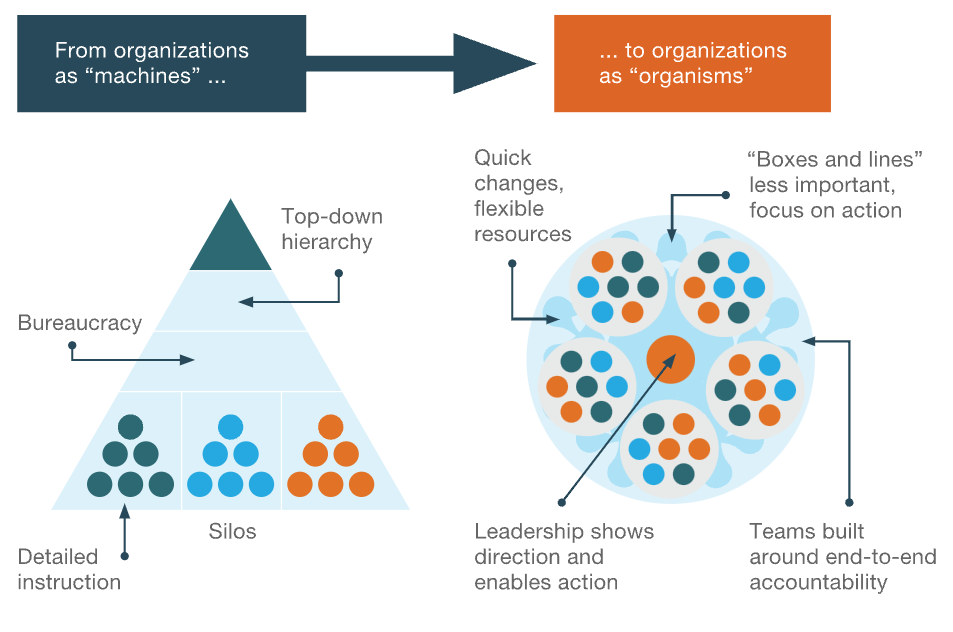 From organizations
as “machines” ...
... to organizations
as “organisms”
Top-down
hierarchy
Bureaucracy
Silos
Detailed
instruction
Quick
changes,
flexible
resources
“Boxes and lines”
less important,
focus on action
Leadership shows
direction and
enables action
Teams built
around end-to-end
accountability